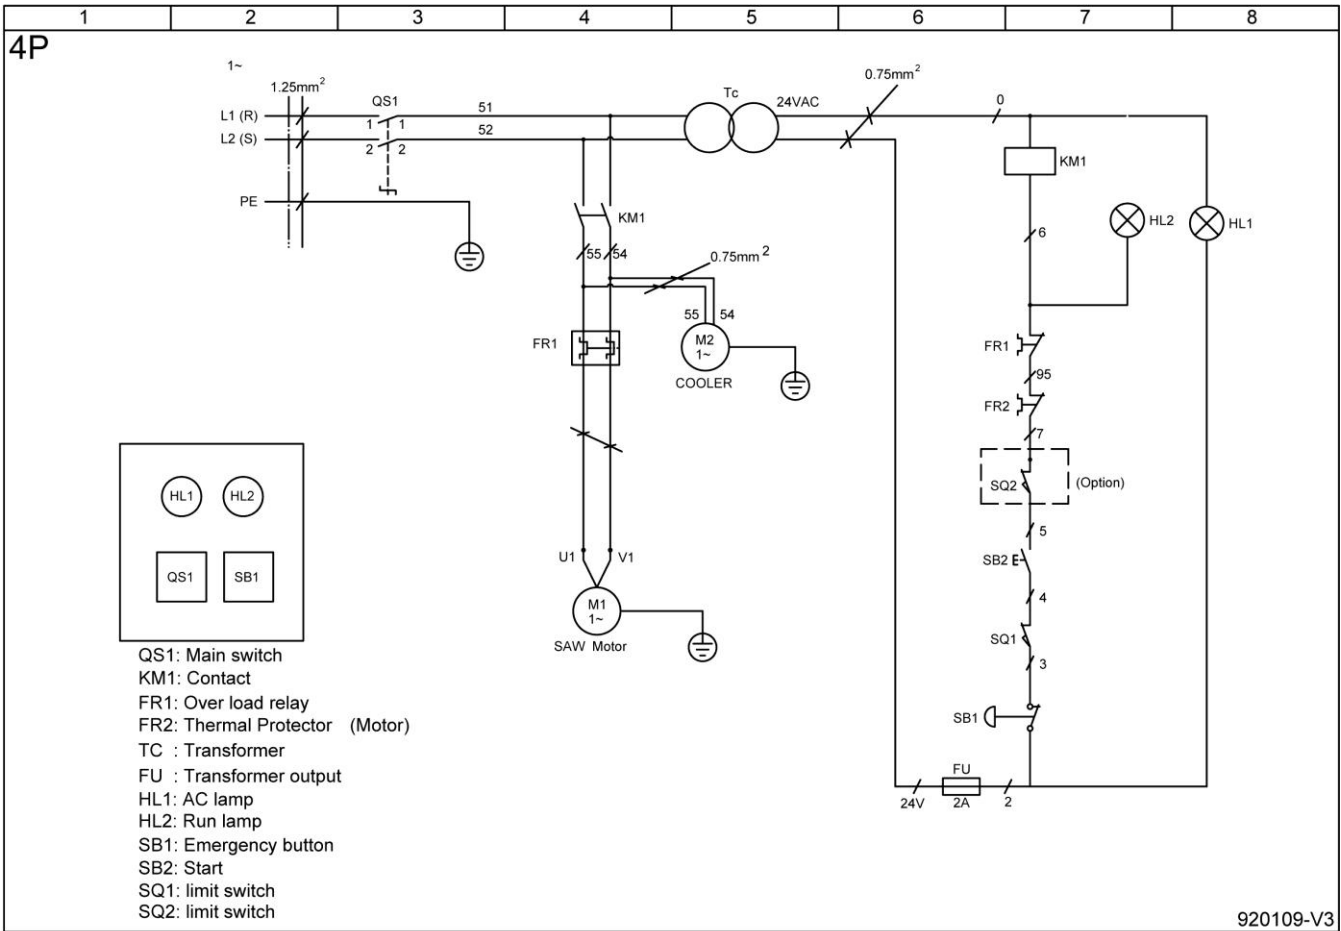 1 2 3 4 5 6 7 8
4P
1~
1.25mm²
L1 (R)
L2 (S)
PE
QS1
1 1
2 2
51
52
Tc
24VAC
0.75mm²
0
KM1
KM1
6
HL2
HL1
55 54
0.75mm²
55 54
FR1
M2
1~
COOLER
FR1
95
FR2
7
SQ2
(Option)
5
SB2
4
SQ1
3
SB1
FU
24V
2A
2
U1 V1
M1
1~
SAW Motor
HL1 HL2
QS1 SB1
QS1: Main switch
KM1: Contact
FR1: Over load relay
FR2: Thermal Protector (Motor)
TC : Transformer
FU : Transformer output
HL1: AC lamp
HL2: Run lamp
SB1: Emergency button
SB2: Start
SQ1: limit switch
SQ2: limit switch
920109-V3